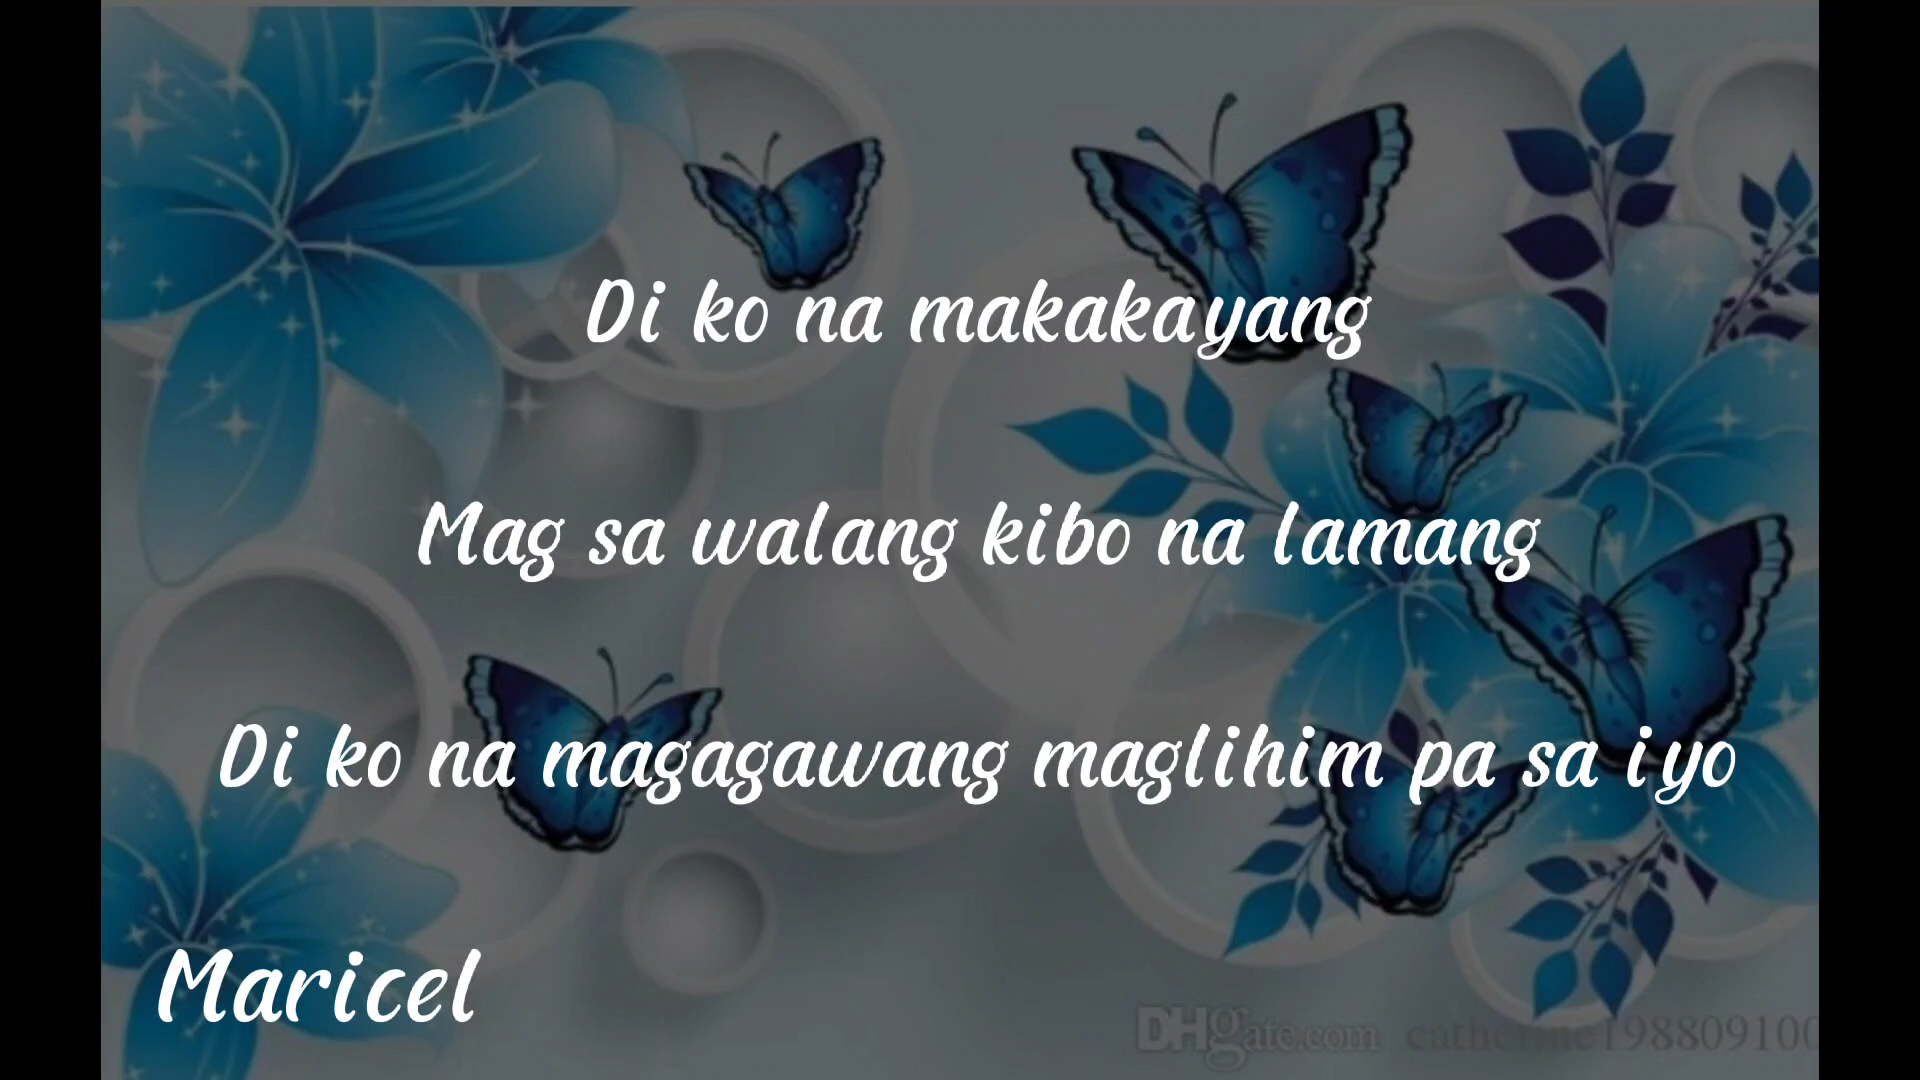 Di ko na makakayang
Mag sa walang kibo na lamang
Di ko na magagawang maglihim pa sa iyo
Maricel
DHgate.com catherine198809100